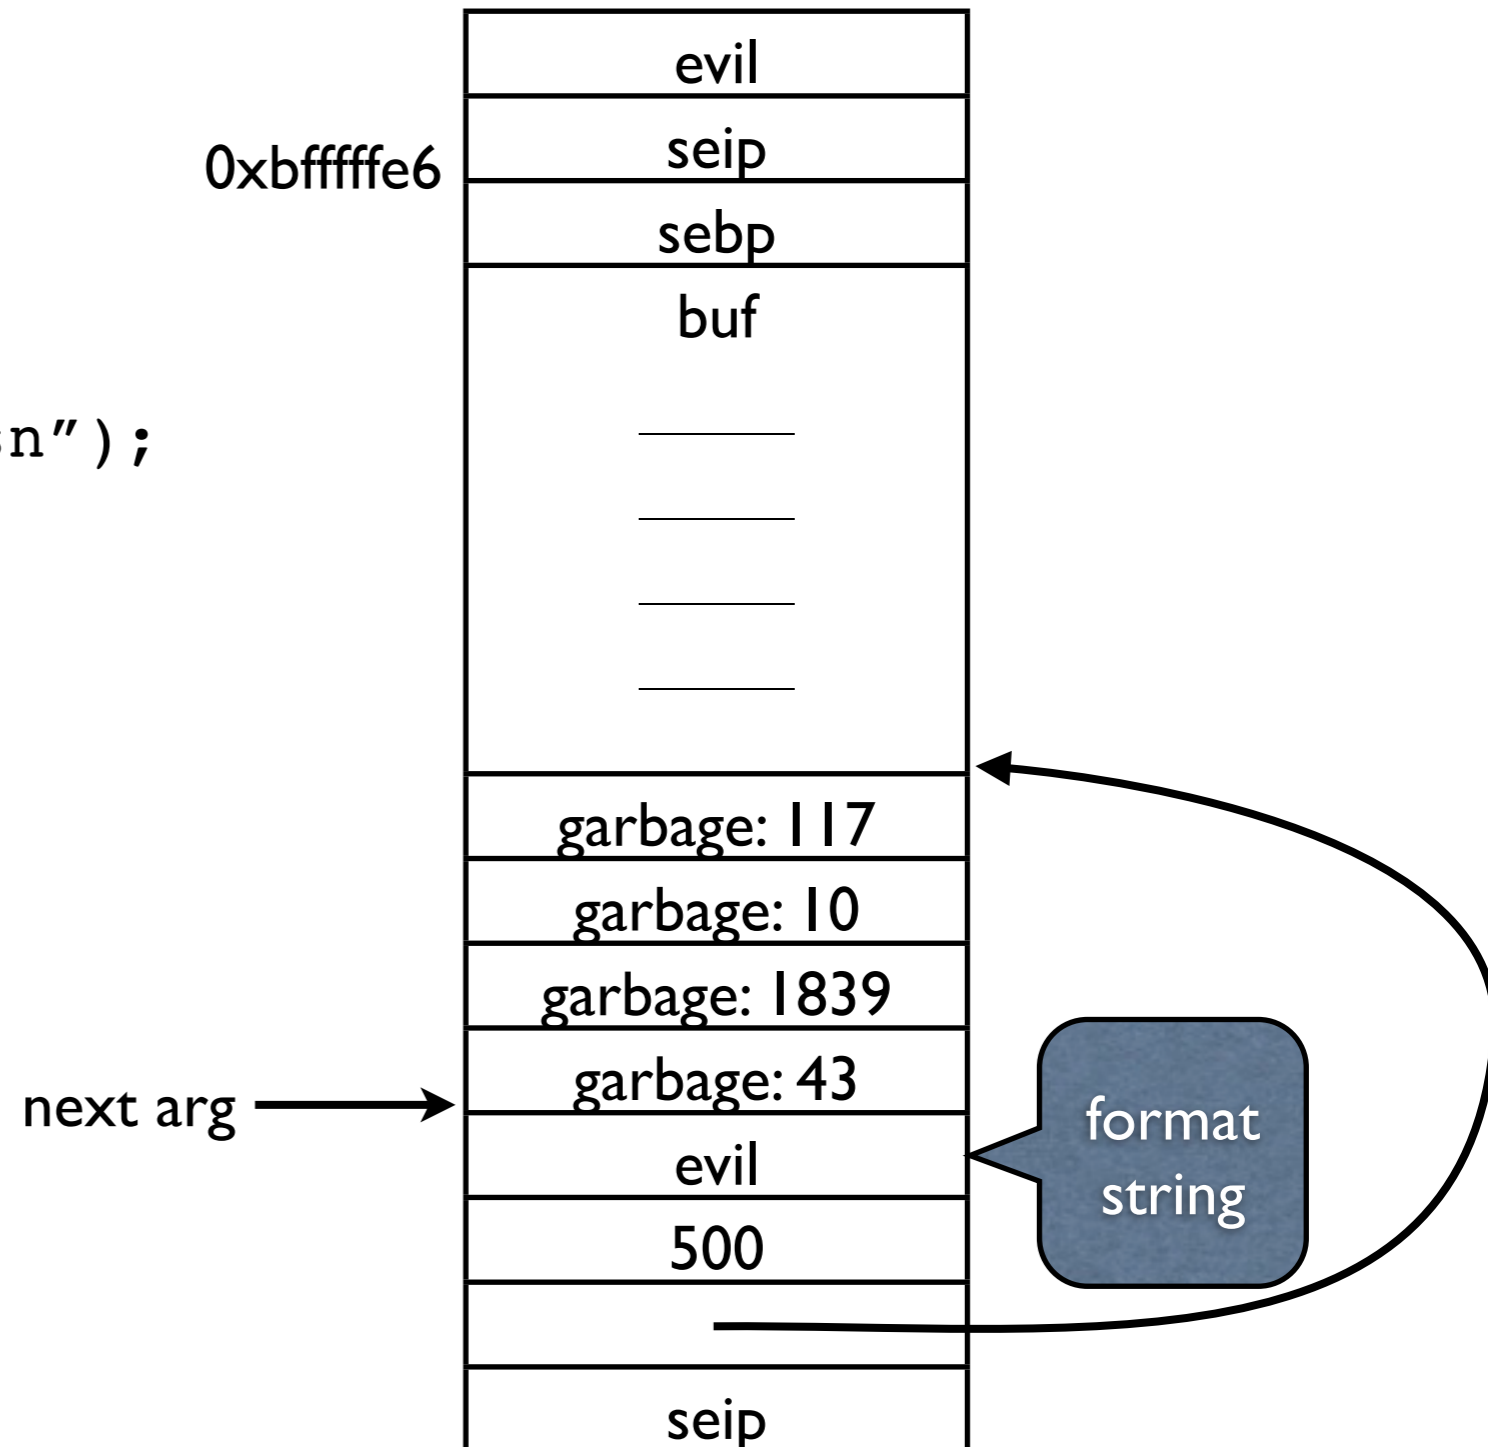 evil
0xbfffffe6
seip
sebp
buf
n”);
garbage: 117
garbage: 10
garbage: 1839
garbage: 43
next arg
evil
format
string
500
seip